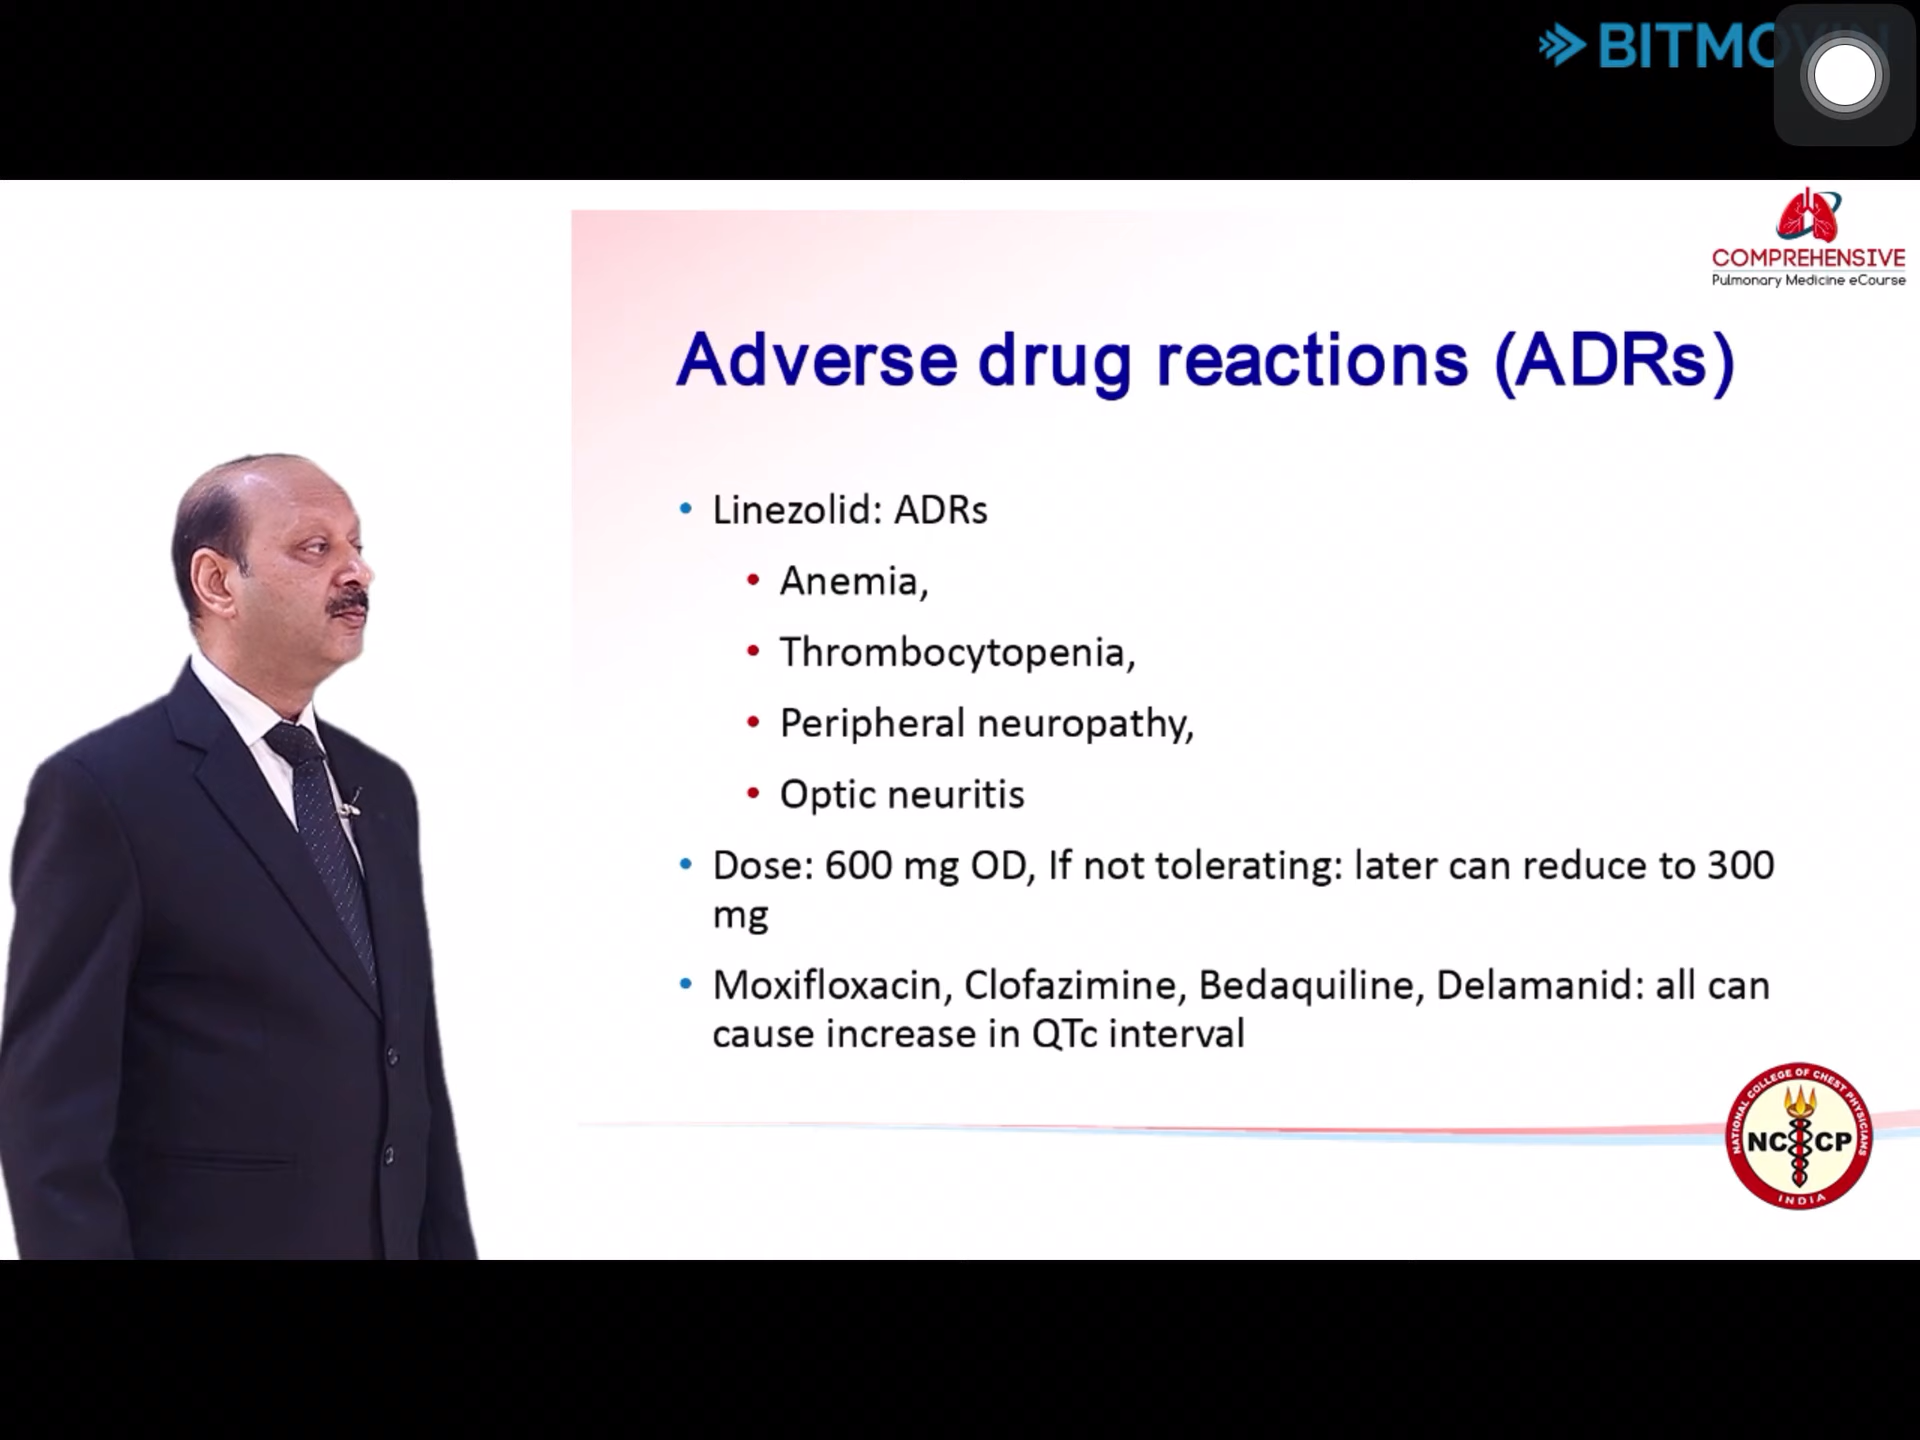 BITMOVIN
COMPREHENSIVE
Pulmonary Medicine eCourse
Adverse drug reactions (ADRs)
• Linezolid: ADRs
• Anemia,
• Thrombocytopenia,
• Peripheral neuropathy,
• Optic neuritis
• Dose: 600 mg OD, If not tolerating: later can reduce to 300
mg
• Moxifloxacin, Clofazimine, Bedaquiline, Delamanid: all can
cause increase in QTc interval
NATIONAL COLLEGE OF CHEST PHYSICIANS
NCCP
INDIA